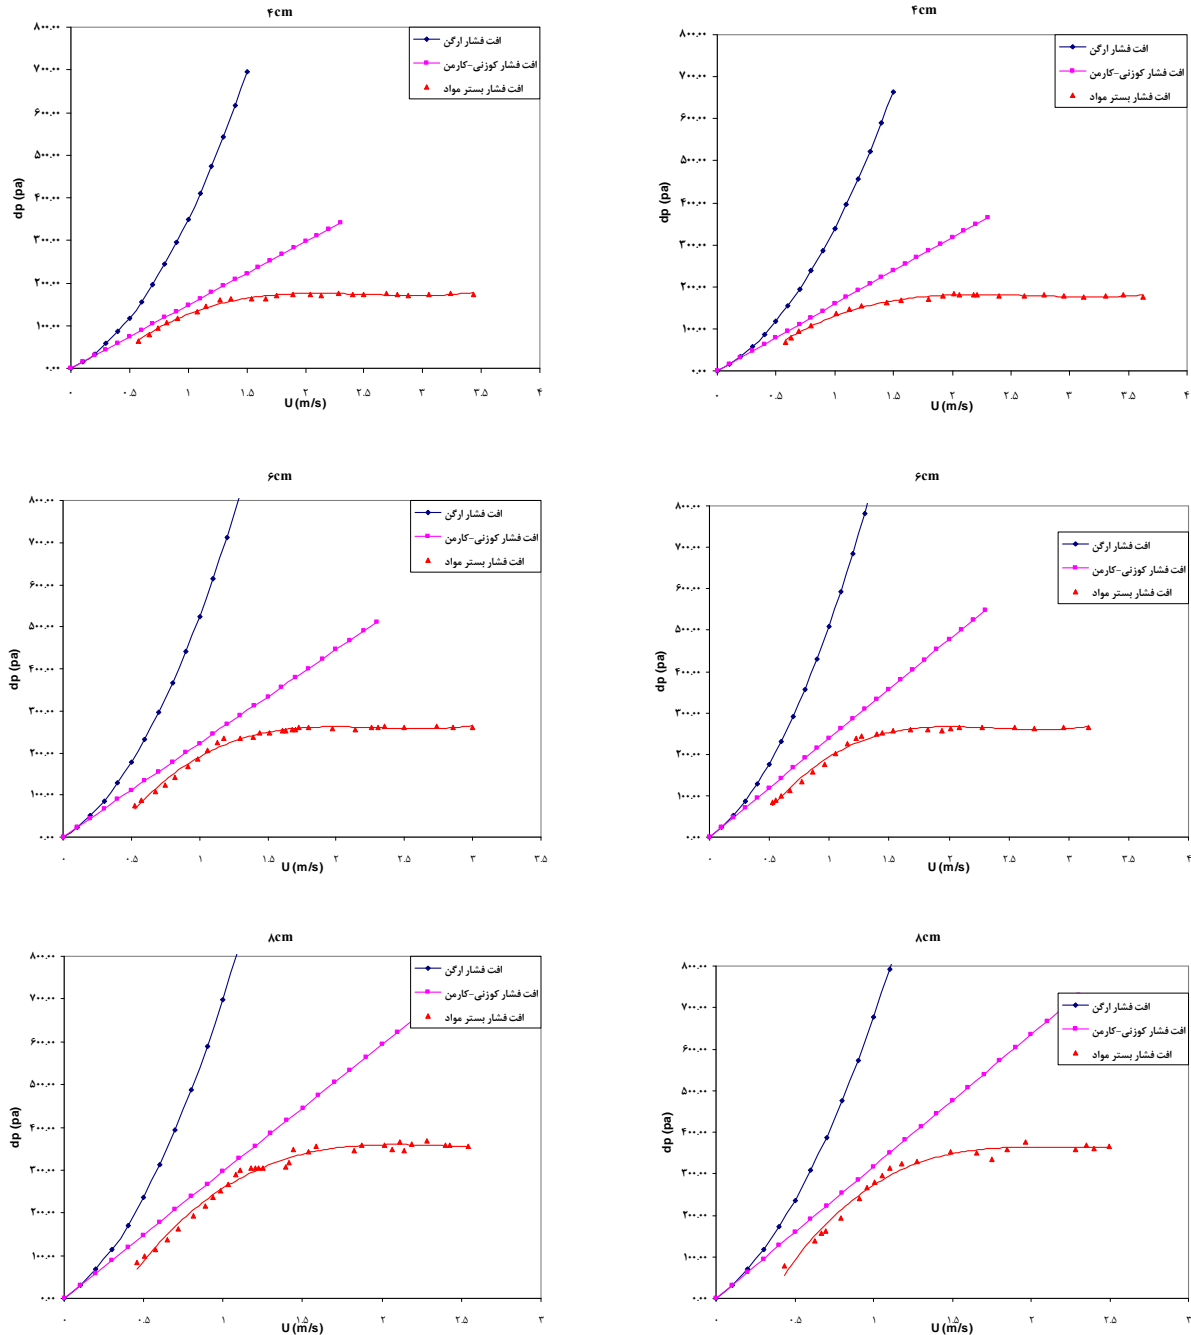 ۴cm
افت فشار ارگن
افت فشار کوزنی-کارمن
افت فشار بستر مواد
۸۰۰.۰۰
۷۰۰.۰۰
۶۰۰.۰۰
۵۰۰.۰۰
۴۰۰.۰۰
۳۰۰.۰۰
۲۰۰.۰۰
۱۰۰.۰۰
۰.۰۰
dp (pa)
۰ ۰.۵ ۱ ۱.۵ ۲ ۲.۵ ۳ ۳.۵ ۴
U (m/s)
۴cm
افت فشار ارگن
افت فشار کوزنی-کارمن
افت فشار بستر مواد
۸۰۰.۰۰
۷۰۰.۰۰
۶۰۰.۰۰
۵۰۰.۰۰
۴۰۰.۰۰
۳۰۰.۰۰
۲۰۰.۰۰
۱۰۰.۰۰
۰.۰۰
dp (pa)
۰ ۰.۵ ۱ ۱.۵ ۲ ۲.۵ ۳ ۳.۵ ۴
U (m/s)
۶cm
افت فشار ارگن
افت فشار کوزنی-کارمن
افت فشار بستر مواد
۸۰۰.۰۰
۷۰۰.۰۰
۶۰۰.۰۰
۵۰۰.۰۰
۴۰۰.۰۰
۳۰۰.۰۰
۲۰۰.۰۰
۱۰۰.۰۰
۰.۰۰
dp (pa)
۰ ۰.۵ ۱ ۱.۵ ۲ ۲.۵ ۳ ۳.۵
U (m/s)
۶cm
افت فشار ارگن
افت فشار کوزنی-کارمن
افت فشار بستر مواد
۸۰۰.۰۰
۷۰۰.۰۰
۶۰۰.۰۰
۵۰۰.۰۰
۴۰۰.۰۰
۳۰۰.۰۰
۲۰۰.۰۰
۱۰۰.۰۰
۰.۰۰
dp (pa)
۰ ۰.۵ ۱ ۱.۵ ۲ ۲.۵ ۳ ۳.۵ ۴
U (m/s)
۸cm
افت فشار ارگن
افت فشار کوزنی-کارمن
افت فشار بستر مواد
۸۰۰.۰۰
۷۰۰.۰۰
۶۰۰.۰۰
۵۰۰.۰۰
۴۰۰.۰۰
۳۰۰.۰۰
۲۰۰.۰۰
۱۰۰.۰۰
۰.۰۰
dp (pa)
۰ ۰.۵ ۱ ۱.۵ ۲ ۲.۵ ۳
U (m/s)
۸cm
افت فشار ارگن
افت فشار کوزنی-کارمن
افت فشار بستر مواد
۸۰۰.۰۰
۷۰۰.۰۰
۶۰۰.۰۰
۵۰۰.۰۰
۴۰۰.۰۰
۳۰۰.۰۰
۲۰۰.۰۰
۱۰۰.۰۰
۰.۰۰
dp (pa)
۰ ۰.۵ ۱ ۱.۵ ۲ ۲.۵ ۳
U (m/s)